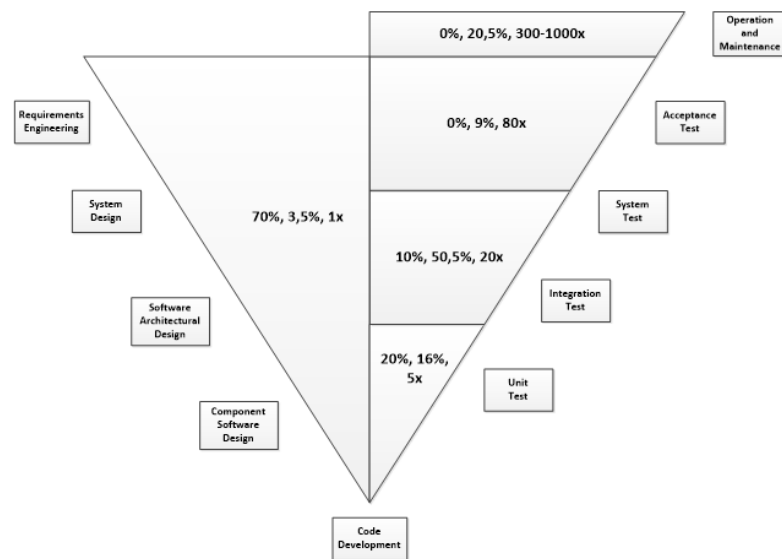 0%, 20,5%, 300-1000x
Operation
and
Maintenance
Requirements
Engineering
0%, 9%, 80x
Acceptance
Test
System
Design
70%, 3,5%, 1x
System
Test
10%, 50,5%, 20x
Software
Architectural
Design
Integration
Test
20%, 16%,
5x
Unit
Test
Component
Software
Design
Code
Development